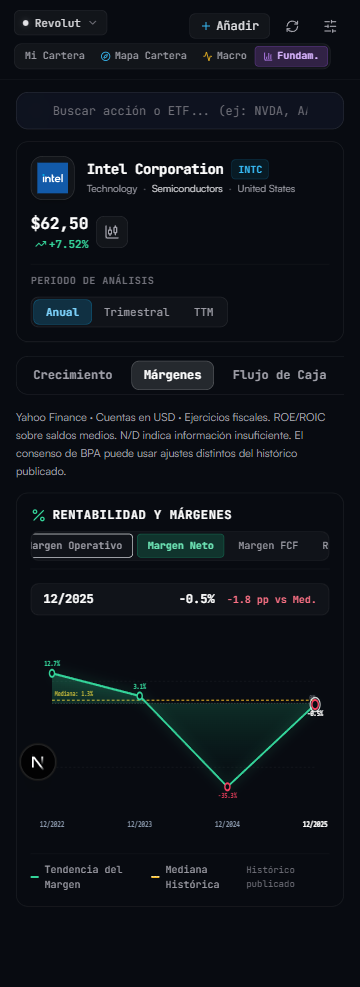 Revolut
+ Añadir
Mi Cartera
Mapa Cartera
Macro
Fundam.
Buscar acción o ETF... (ej: NVDA, A
intel
Intel Corporation
INTC
Technology · Semiconductors · United States
$62,50
+7.52%
PERIODO DE ANÁLISIS
Anual
Trimestral
TTM
Crecimiento
Márgenes
Flujo de Caja
Yahoo Finance · Cuentas en USD · Ejercicios fiscales. ROE/ROIC
sobre saldos medios. N/D indica información insuficiente. El
consenso de BPA puede usar ajustes distintos del histórico
publicado.
RENTABILIDAD Y MÁRGENES
argen Operativo
Margen Neto
Margen FCF
R
12/2025
-0.5%
-1.8 pp vs Med.
12.7%
Mediana: 1.3%
3.1%
-0.5%
N
-35.3%
12/2022
12/2023
12/2024
12/2025
Tendencia del
Margen
Mediana
Histórica
Histórico
publicado